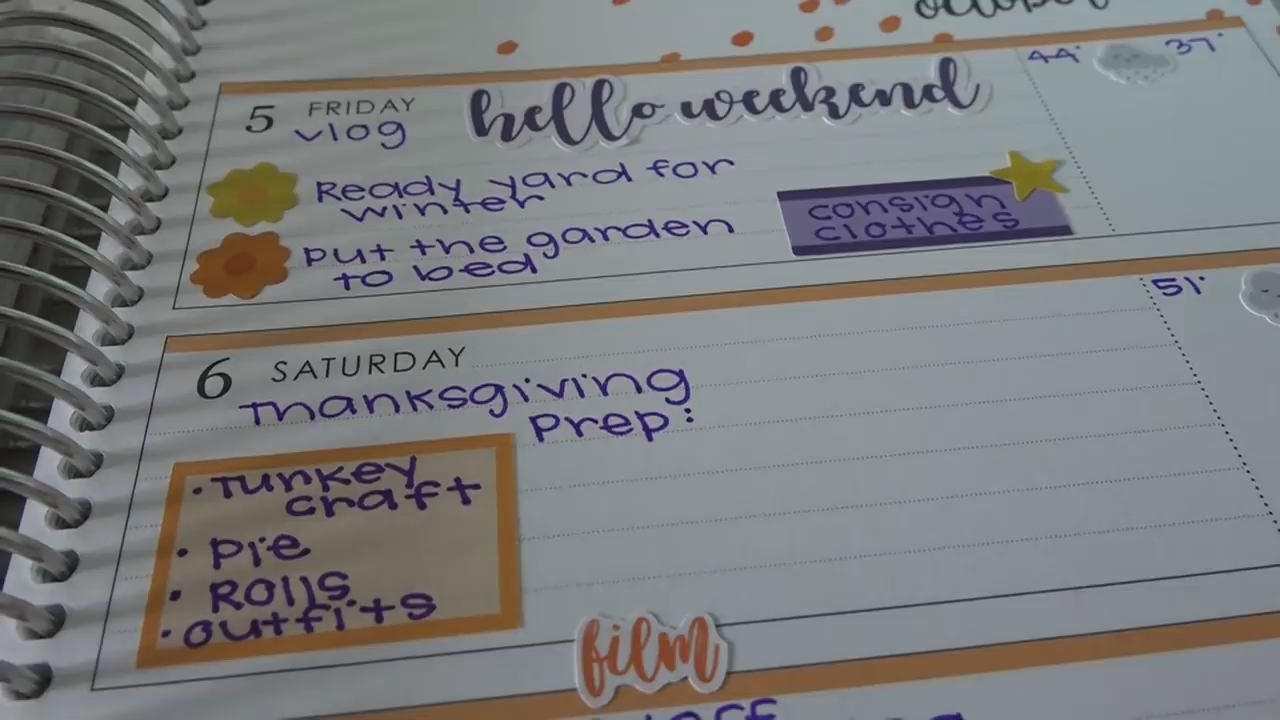 october
5 FRIDAY
hello weekend
44° 37°
vlog
Ready yard for
winter
consign
clothes
put the garden
to bed
6 SATURDAY
51°
Thanksgiving
Prep:
• Turkey
craft
• Pie
• Rolls
• outfits
film